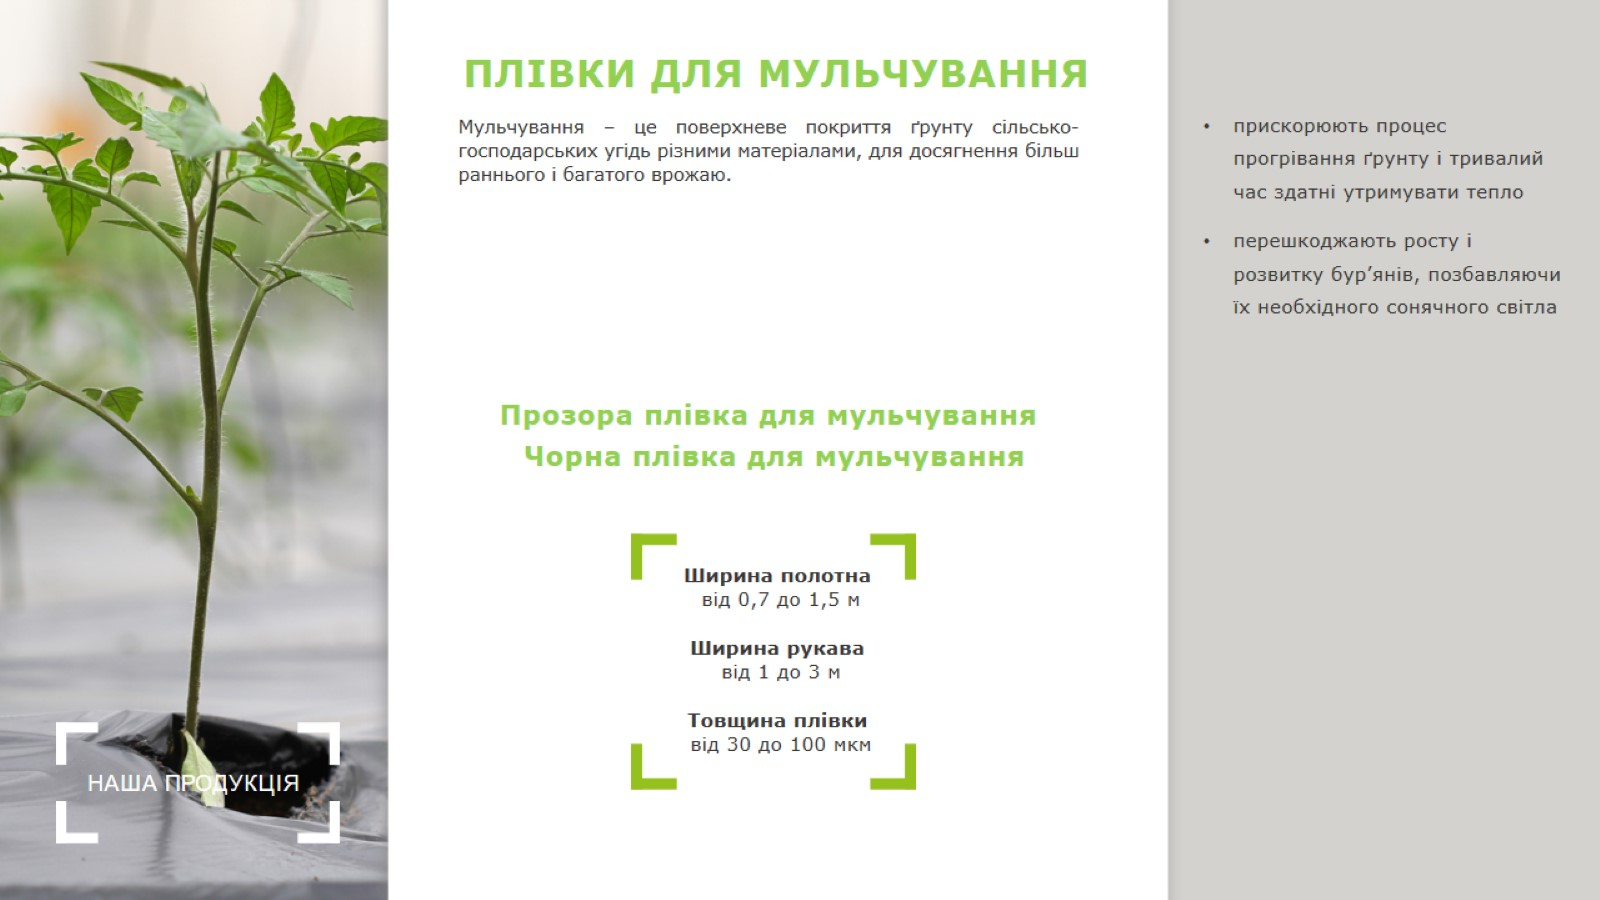 ПЛІВКИ ДЛЯ МУЛЬЧУВАННЯ
Мульчування – це поверхневе покриття ґрунту сільсько-
господарських угідь різними матеріалами, для досягнення більш
раннього і багатого врожаю.
Прозора плівка для мульчування
Чорна плівка для мульчування
Ширина полотна
від 0,7 до 1,5 м
Ширина рукава
від 1 до 3 м
Товщина плівки
від 30 до 100 мкм
НАША ПРОДУКЦІЯ
• прискорюють процес
прогрівання ґрунту і тривалий
час здатні утримувати тепло
• перешкоджають росту і
розвитку бур’янів, позбавляючи
їх необхідного сонячного світла